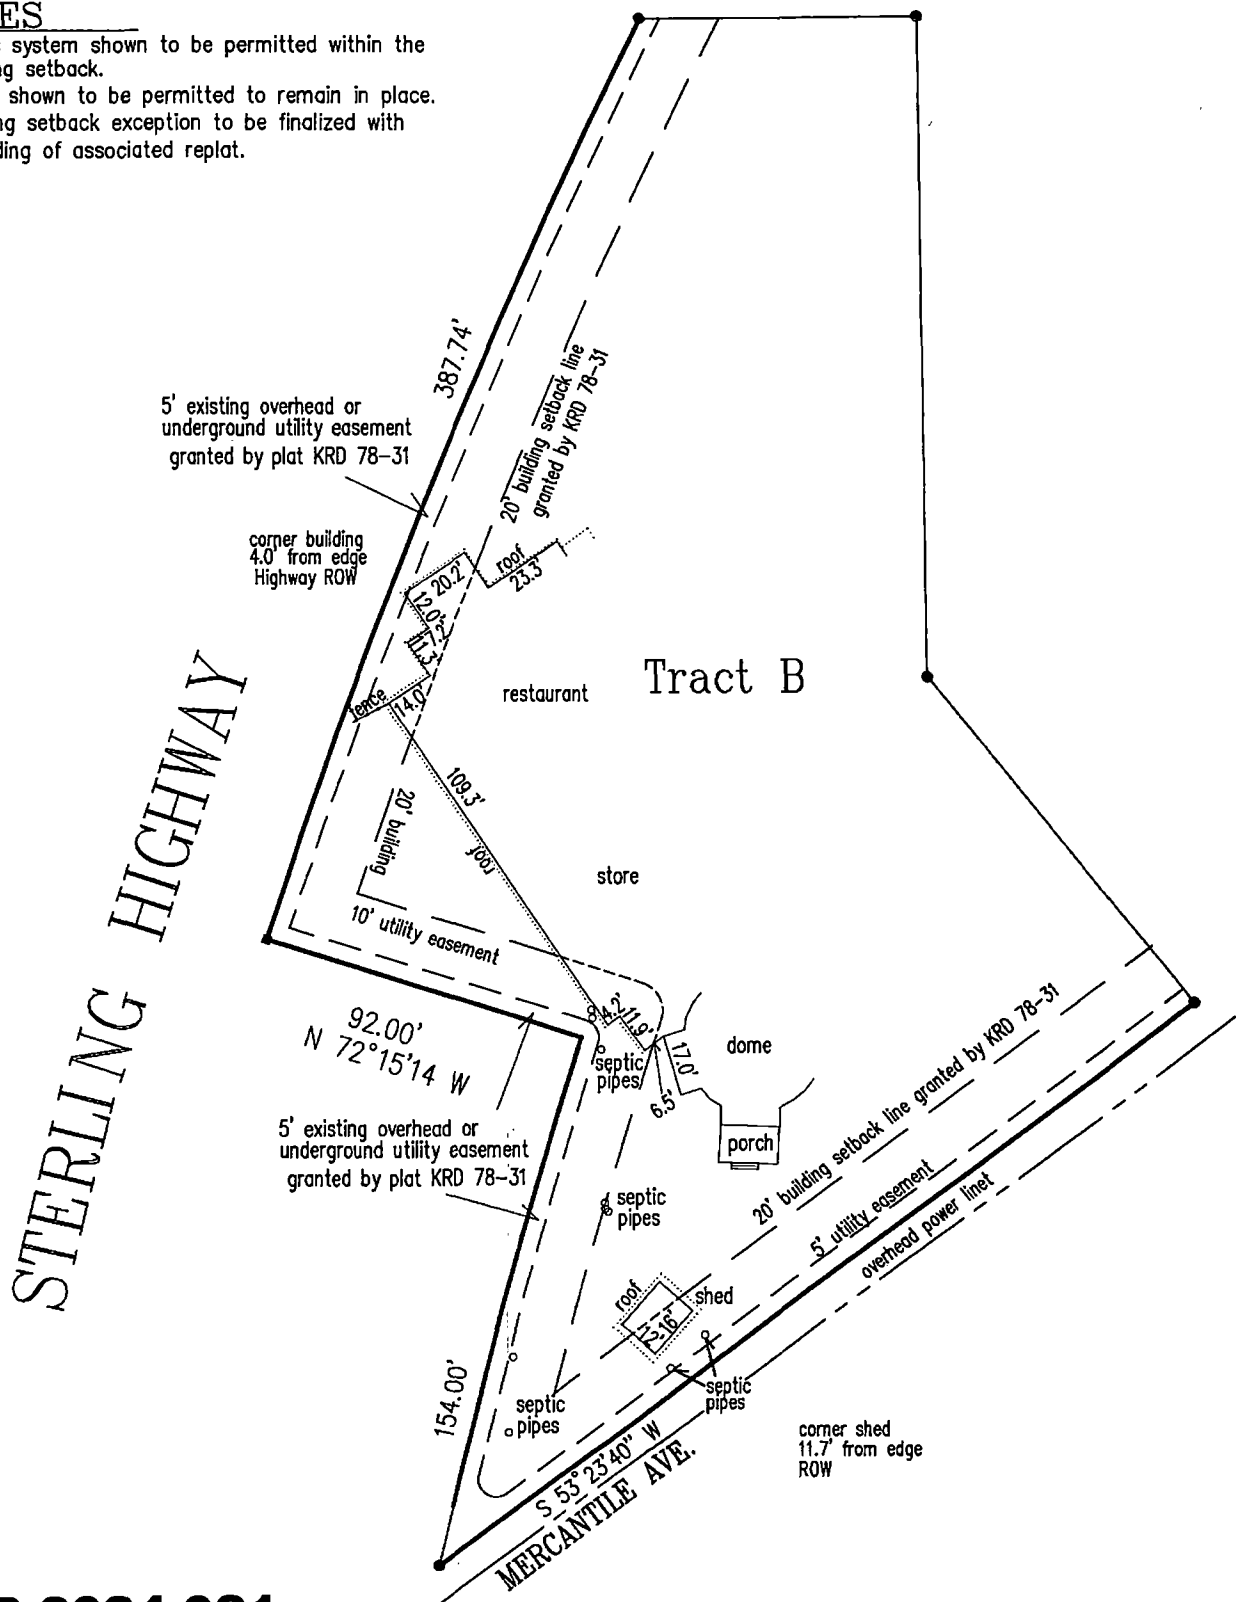 system shown to be permitted within the
setback.
shown to be permitted to remain in place.
setback exception to be finalized with
of associated replat.
387.74'
5' existing overhead or
underground utility easement
granted by plat KRD 78-31
20' building setback line
granted by KRD 78-31
corner building
4.0' from edge
Highway ROW
20.2'
roof
23.3'
12.0'
7.2'
11.3'
fence
14.0'
restaurant
Tract B
STERLING HIGHWAY
109.3'
roof
20' building
store
10' utility easement
92.00'
N 72°15'14 W
4.2'
11.9'
septic
pipes
17.0'
6.5'
dome
porch
5' existing overhead or
underground utility easement
granted by plat KRD 78-31
20' building setback line granted by KRD 78-31
5' utility easement
overhead power linet
septic
pipes
roof
shed
12-16'
154.00'
septic
pipes
septic
pipes
corner shed
11.7' from edge
ROW
S 53°23'40" W
MERCANTILE AVE.